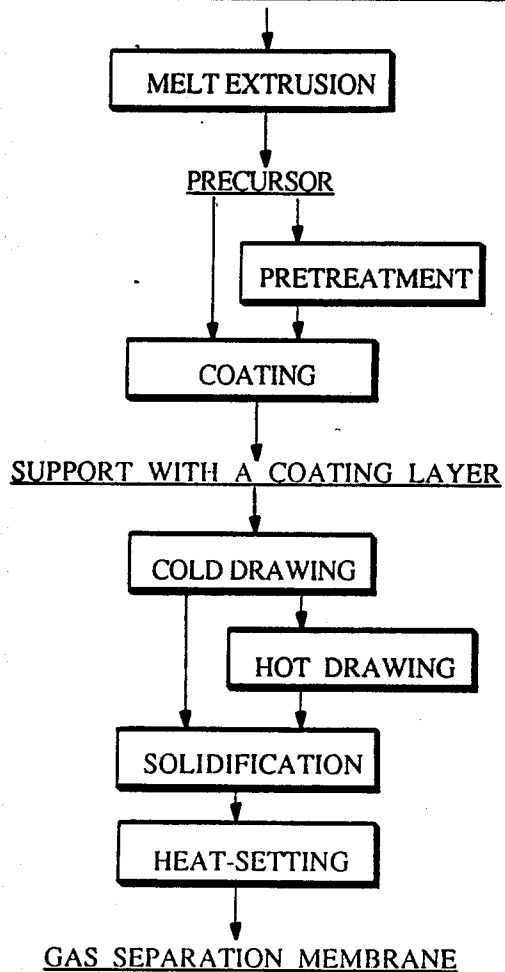 MELT EXTRUSION
PRECURSOR
PRETREATMENT
COATING
SUPPORT WITH A COATING LAYER
COLD DRAWING
HOT DRAWING
SOLIDIFICATION
HEAT-SETTING
GAS SEPARATION MEMBRANE